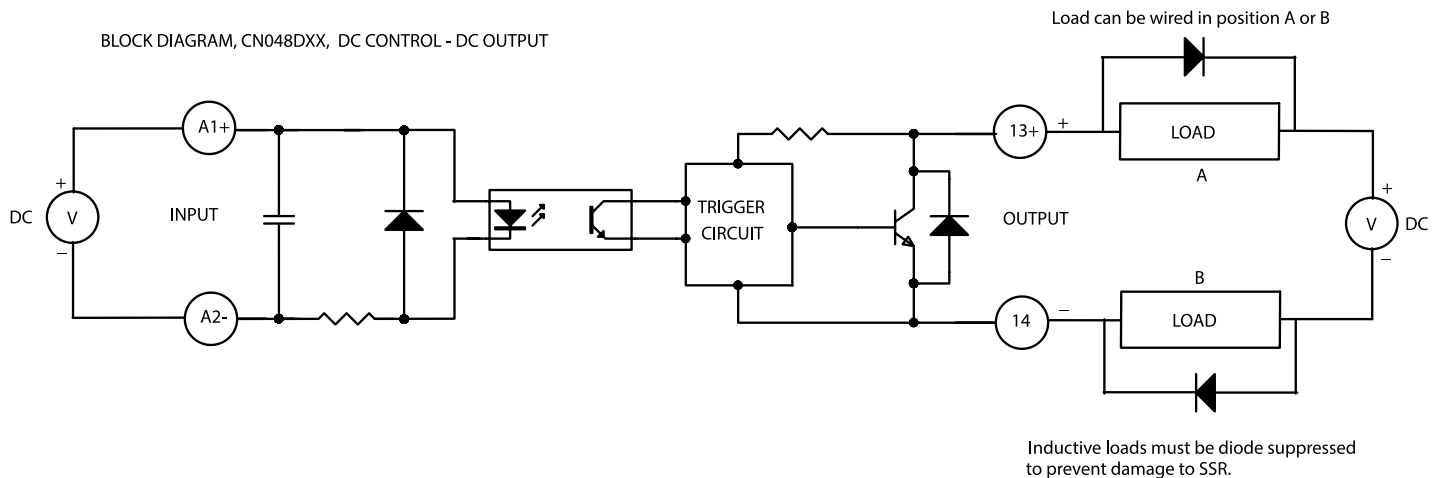 Load can be wired in position A or B
BLOCK DIAGRAM, CN048DXX, DC CONTROL - DC OUTPUT
A1+
13+
+
LOAD
A
+
DC
V
−
INPUT
TRIGGER
CIRCUIT
OUTPUT
+
V
DC
−
B
A2-
14
−
LOAD
Inductive loads must be diode suppressed
to prevent damage to SSR.